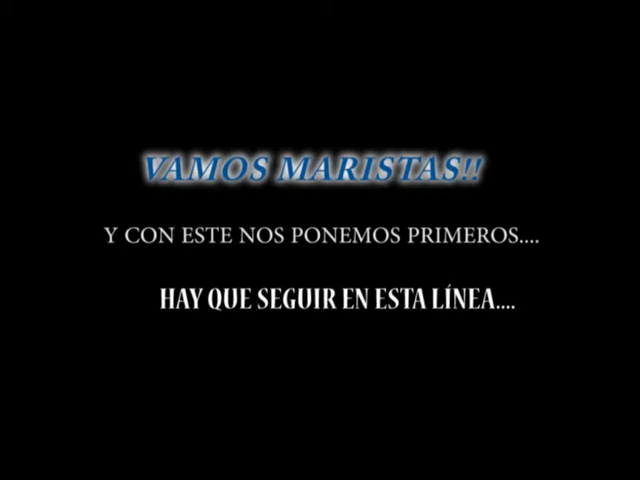 VAMOS MARISTAS!!
Y CON ESTE NOS PONEMOS PRIMEROS....
HAY QUE SEGUIR EN ESTA LÍNEA....